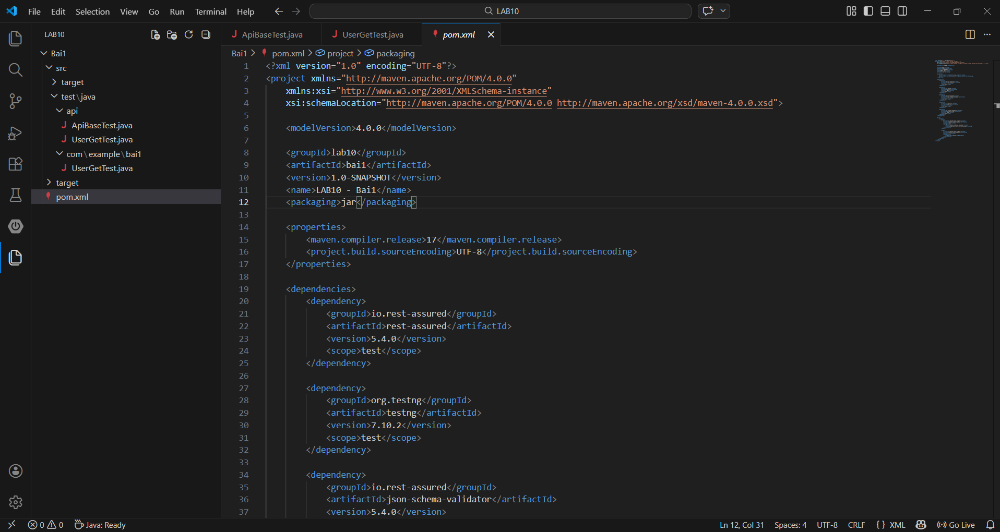 File Edit Selection View Go Run Terminal Help
LAB10
LAB10
Bai1
src
target
test\java
api
ApiBaseTest.java
UserGetTest.java
com\example\bai1
UserGetTest.java
target
pom.xml
ApiBaseTest.java
UserGetTest.java
pom.xml
Bai1 > pom.xml > project > packaging
1 <?xml version="1.0" encoding="UTF-8"?>
2 <project xmlns="http://maven.apache.org/POM/4.0.0"
3 xmlns:xsi="http://www.w3.org/2001/XMLSchema-instance"
4 xsi:schemaLocation="http://maven.apache.org/POM/4.0.0 http://maven.apache.org/xsd/maven-4.0.0.xsd">
5
6 <modelVersion>4.0.0</modelVersion>
7
8 <groupId>lab10</groupId>
9 <artifactId>bai1</artifactId>
10 <version>1.0-SNAPSHOT</version>
11 <name>LAB10 - Bai1</name>
12 <packaging>jar</packaging>
13
14 <properties>
15 <maven.compiler.release>17</maven.compiler.release>
16 <project.build.sourceEncoding>UTF-8</project.build.sourceEncoding>
17 </properties>
18
19 <dependencies>
20 <dependency>
21 <groupId>io.rest-assured</groupId>
22 <artifactId>rest-assured</artifactId>
23 <version>5.4.0</version>
24 <scope>test</scope>
25 </dependency>
26
27 <dependency>
28 <groupId>org.testng</groupId>
29 <artifactId>testng</artifactId>
30 <version>7.10.2</version>
31 <scope>test</scope>
32 </dependency>
33
34 <dependency>
35 <groupId>io.rest-assured</groupId>
36 <artifactId>json-schema-validator</artifactId>
37 <version>5.4.0</version>
0 0 Java: Ready
Ln 12, Col 31 Spaces: 4 UTF-8 CRLF {} XML Go Live